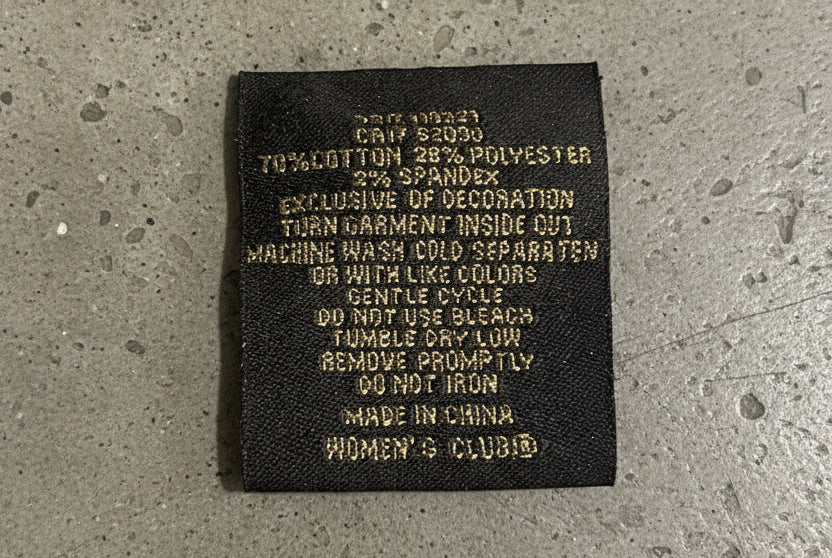 70% COTTON 28% POLYESTER
2% SPANDEX
EXCLUSIVE OF DECORATION
TURN GARMENT INSIDE OUT
MACHINE WASH COLD SEPARATEN
OR WITH LIKE COLORS
GENTLE CYCLE
DO NOT USE BLEACH
TUMBLE DRY LOW
REMOVE PROMPTLY
DO NOT IRON
MADE IN CHINA
WOMEN'S CLUB